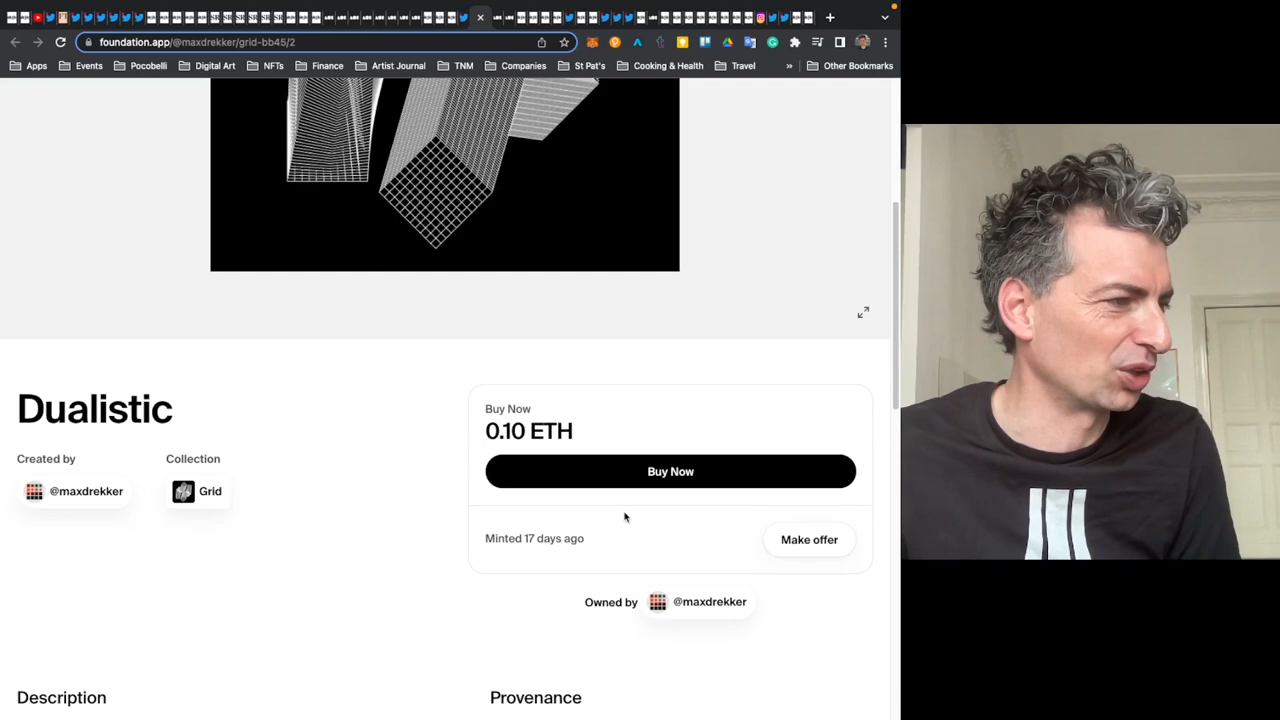 foundation.app/@maxdrekker/grid-bb45/2
Apps Events Pocobelli Digital Art NFTs Finance Artist Journal TNM Companies St Pat's Cooking & Health Travel » Other Bookmarks
Dualistic
Created by Collection
@maxdrekker Grid
Buy Now
0.10 ETH
Buy Now
Minted 17 days ago Make offer
Owned by @maxdrekker
Description Provenance